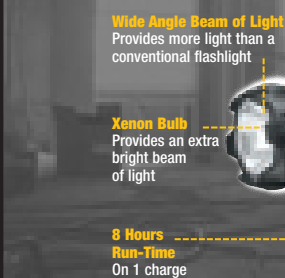 Wide Angle Beam of Light
Provides more light than a
conventional flashlight
Xenon Bulb
Provides an extra
bright beam
of light
8 Hours
Run-Time
On 1 charge